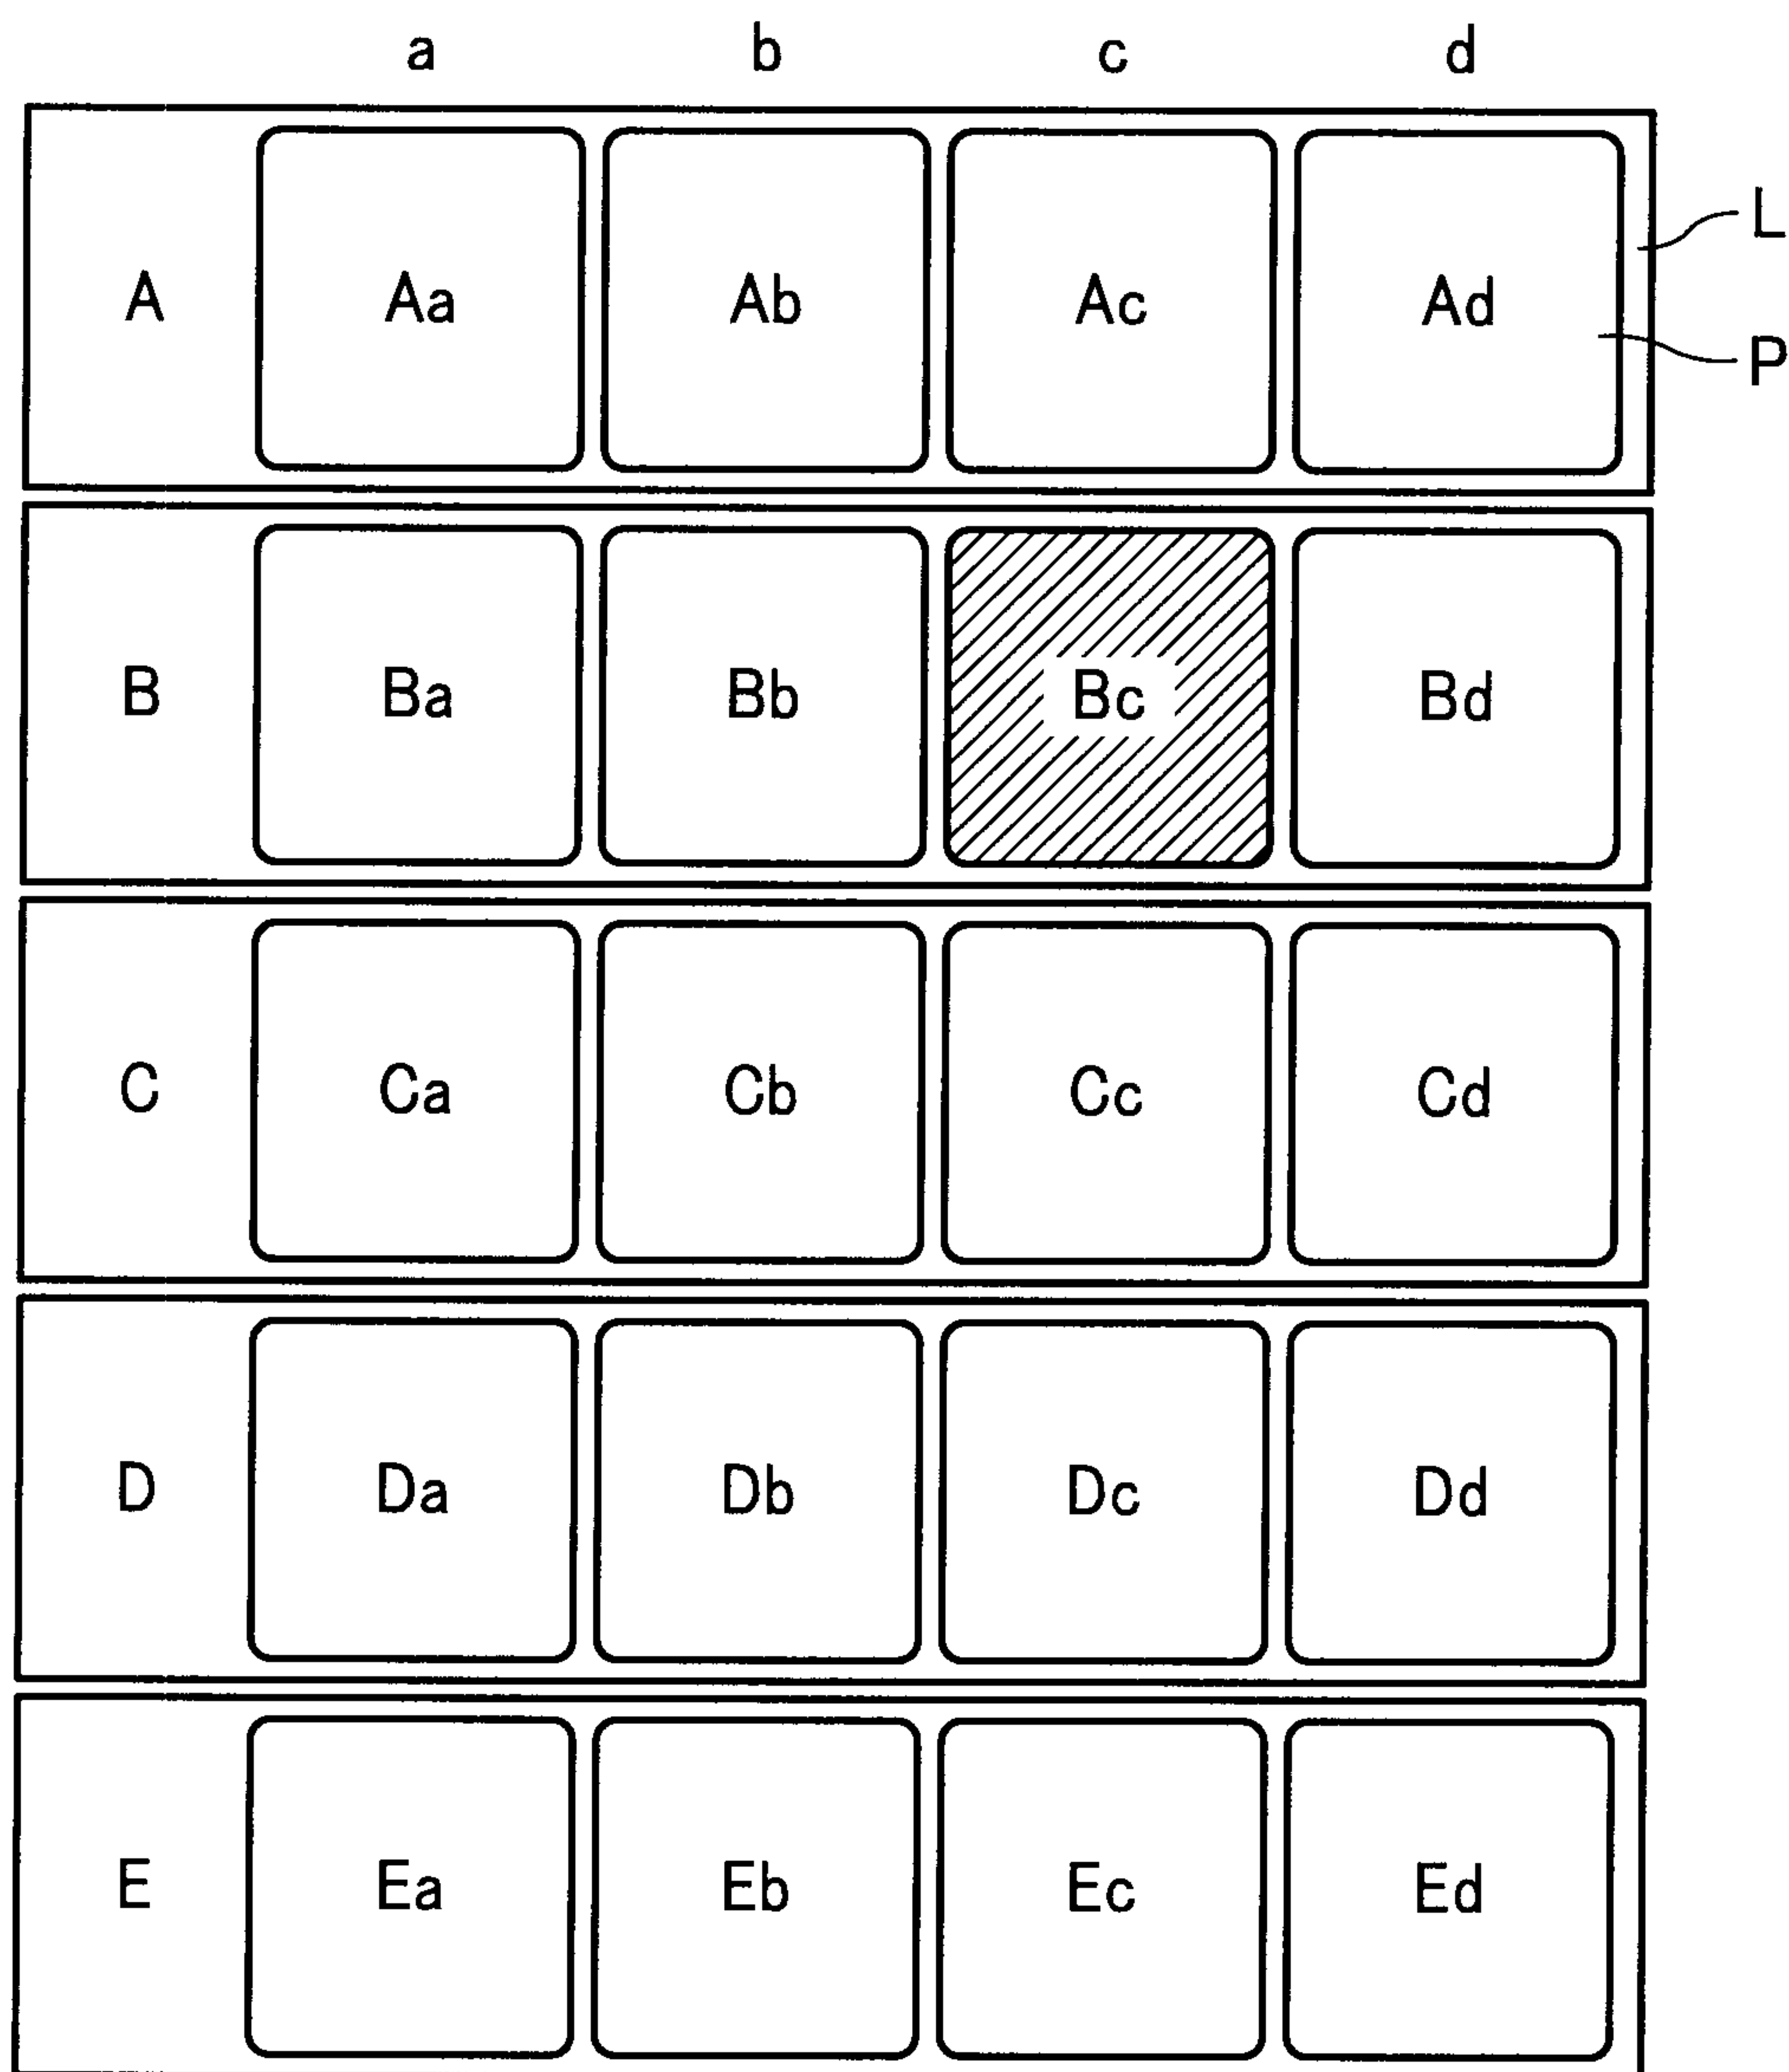 a b c d
L
A Aa Ab Ac Ad
P
B Ba Bb Bc Bd
C Ca Cb Cc Cd
D Da Db Dc Dd
E Ea Eb Ec Ed